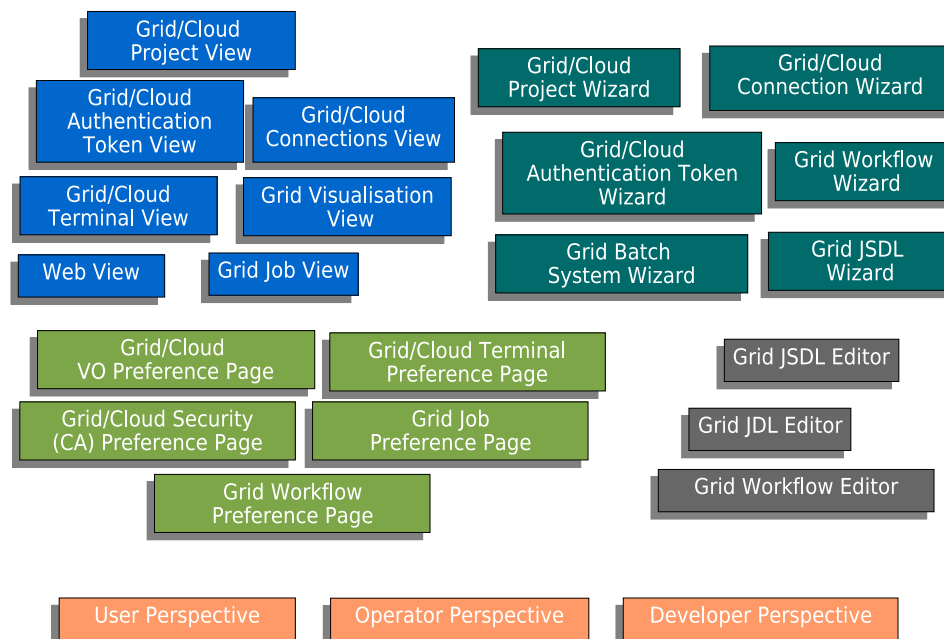 Grid/Cloud
Project View
Grid/Cloud
Authentication
Token View
Grid/Cloud
Connections View
Grid/Cloud
Terminal View
Grid Visualisation
View
Web View
Grid Job View
Grid/Cloud
Project Wizard
Grid/Cloud
Connection Wizard
Grid/Cloud
Authentication Token
Wizard
Grid Workflow
Wizard
Grid Batch
System Wizard
Grid JSDL
Wizard
Grid/Cloud
VO Preference Page
Grid/Cloud Terminal
Preference Page
Grid/Cloud Security
(CA) Preference Page
Grid Job
Preference Page
Grid Workflow
Preference Page
Grid JSDL Editor
Grid JDL Editor
Grid Workflow Editor
User Perspective
Operator Perspective
Developer Perspective